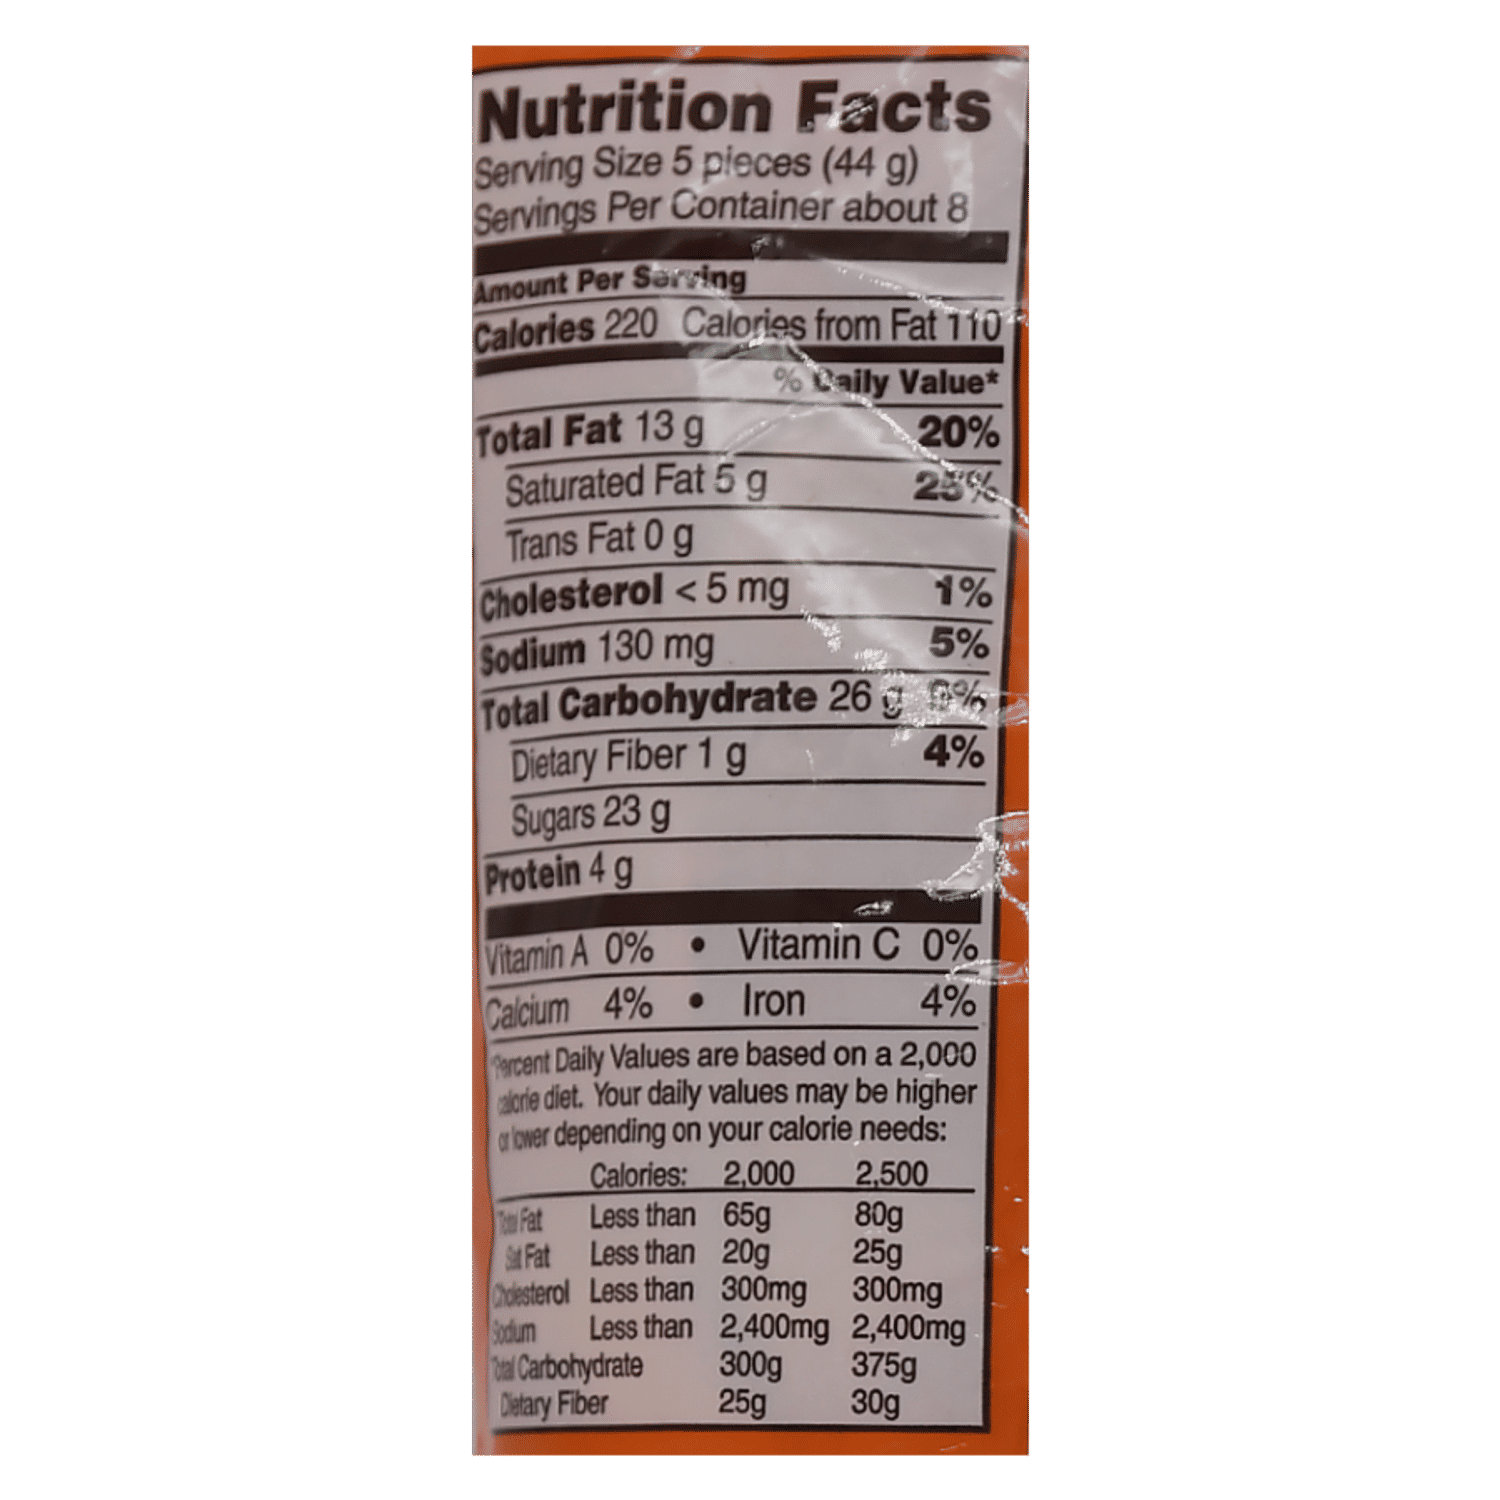 Nutrition Facts
Serving Size 5 pieces (44 g)
Servings Per Container about 8
Amount Per Serving
Calories 220 Calories from Fat 110
% Daily Value*
Total Fat 13 g 20%
Saturated Fat 5 g 25%
Trans Fat 0 g
Cholesterol < 5 mg 1%
Sodium 130 mg 5%
Total Carbohydrate 26 g 9%
Dietary Fiber 1 g 4%
Sugars 23 g
Protein 4 g
Vitamin A 0% • Vitamin C 0%
Calcium 4% • Iron 4%
*Percent Daily Values are based on a 2,000
calorie diet. Your daily values may be higher
or lower depending on your calorie needs:
Calories: 2,000 2,500
Total Fat Less than 65g 80g
Sat Fat Less than 20g 25g
Cholesterol Less than 300mg 300mg
Sodium Less than 2,400mg 2,400mg
Total Carbohydrate 300g 375g
Dietary Fiber 25g 30g